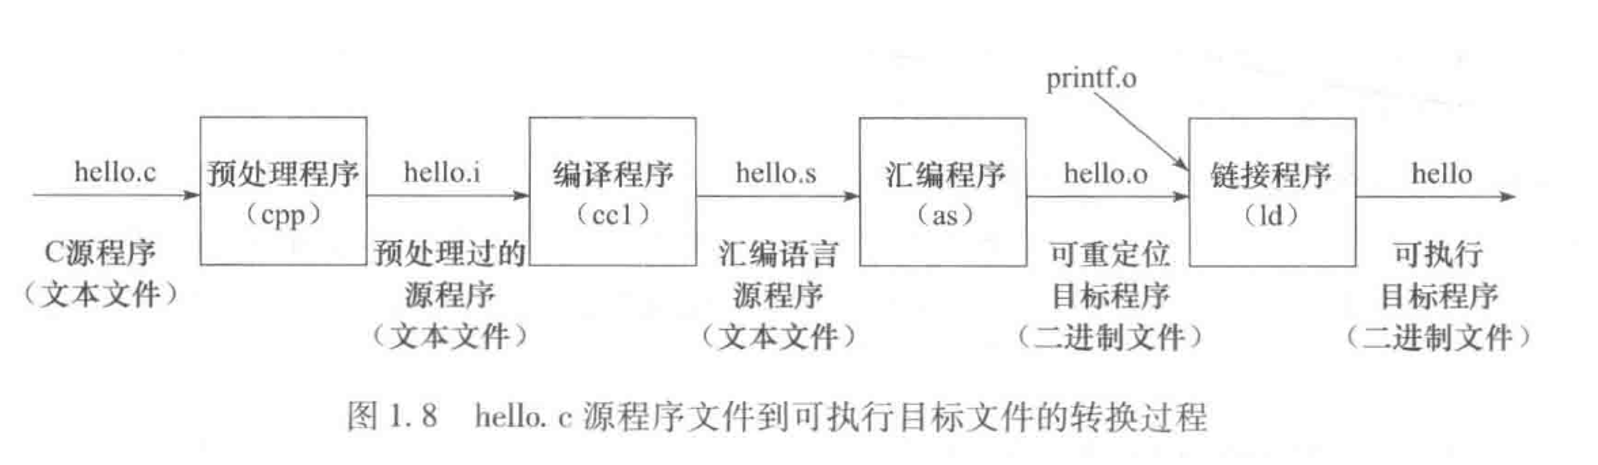 printf.o
hello.c
预处理程序
(cpp)
hello.i
编译程序
(cc1)
hello.s
汇编程序
(as)
hello.o
链接程序
(ld)
hello
C源程序
(文本文件)
预处理过的
源程序
(文本文件)
汇编语言
源程序
(文本文件)
可重定位
目标程序
(二进制文件)
可执行
目标程序
(二进制文件)
图 1. 8 hello. c 源程序文件到可执行目标文件的转换过程